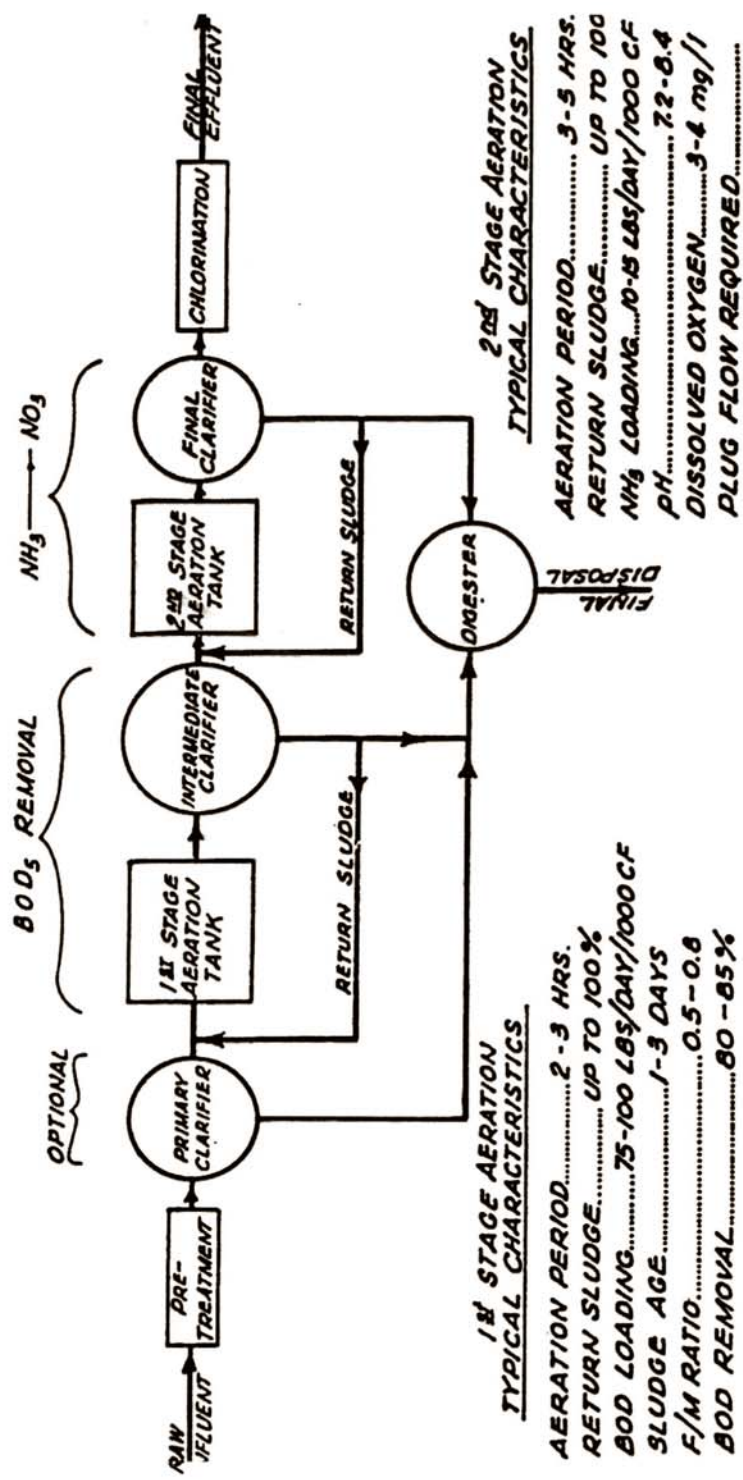 OPTIONAL
BOD5 REMOVAL
NH3 → NO3
RAW
IFLUENT
PRE-
TREATMENT
PRIMARY
CLARIFIER
1st STAGE
AERATION
TANK
INTERMEDIATE
CLARIFIER
2ND STAGE
AERATION
TANK
FINAL
CLARIFIER
CHLORINATION
FINAL
EFFLUENT
RETURN SLUDGE
RETURN SLUDGE
DIGESTER
FINAL
DISPOSAL
1st STAGE AERATION
TYPICAL CHARACTERISTICS
AERATION PERIOD..............2-3 HRS.
RETURN SLUDGE..............UP TO 100%
BOD LOADING..........75-100 LBS/DAY/1000CF
SLUDGE AGE....................1-3 DAYS
F/M RATIO........................0.5-0.8
BOD REMOVAL....................80-85%
2nd STAGE AERATION
TYPICAL CHARACTERISTICS
AERATION PERIOD.............3-5 HRS.
RETURN SLUDGE............UP TO 100
NH3 LOADING....10-15 LBS/DAY/1000 CF
pH..........................7.2-8.4
DISSOLVED OXYGEN.....3-4 mg/l
PLUG FLOW REQUIRED............